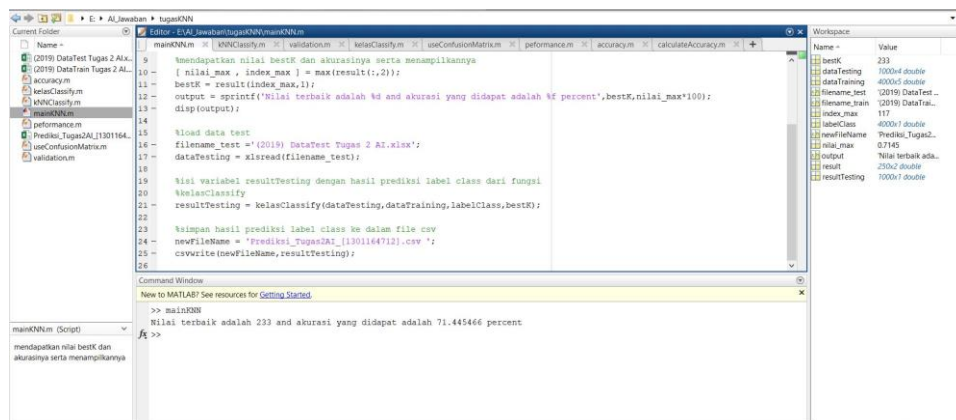 E: ▸ AI_Jawaban ▸ tugasKNN
Current Folder
Name
(2019) DataTest Tugas 2 AI.x...
(2019) DataTrain Tugas 2 AI...
accuracy.m
kelasClassify.m
kNNClassify.m
mainKNN.m
peformance.m
Prediksi_Tugas2AI_[1301164...
useConfusionMatrix.m
validation.m
mainKNN.m (Script)
mendapatkan nilai bestK dan
akurasinya serta menampilkannya
Editor - E:\AI_Jawaban\tugasKNN\mainKNN.m
mainKNN.m kNNClassify.m validation.m kelasClassify.m useConfusionMatrix.m peformance.m accuracy.m calculateAccuracy.m
9 %mendapatkan nilai bestK dan akurasinya serta menampilkannya
10 - [ nilai_max , index_max ] = max(result(:,2));
11 - bestK = result(index_max,1);
12 - output = sprintf('Nilai terbaik adalah %d and akurasi yang didapat adalah %f percent',bestK,nilai_max*100);
13 - disp(output);
14
15 %load data test
16 - filename_test ='(2019) DataTest Tugas 2 AI.xlsx';
17 - dataTesting = xlsread(filename_test);
18
19 %isi variabel resultTesting dengan hasil prediksi label class dari fungsi
20 %kelasClassify
21 - resultTesting = kelasClassify(dataTesting,dataTraining,labelClass,bestK);
22
23 %simpan hasil prediksi label class ke dalam file csv
24 - newFileName = 'Prediksi_Tugas2AI_[1301164712].csv ';
25 - csvwrite(newFileName,resultTesting);
26
Command Window
New to MATLAB? See resources for Getting Started.
>> mainKNN
Nilai terbaik adalah 233 and akurasi yang didapat adalah 71.445466 percent
fx >>
Workspace
Name Value
bestK 233
dataTesting 1000x4 double
dataTraining 4000x5 double
filename_test '(2019) DataTest ...
filename_train '(2019) DataTrai...
index_max 117
labelClass 4000x1 double
newFileName 'Prediksi_Tugas2...
nilai_max 0.7145
output 'Nilai terbaik ada...
result 250x2 double
resultTesting 1000x1 double